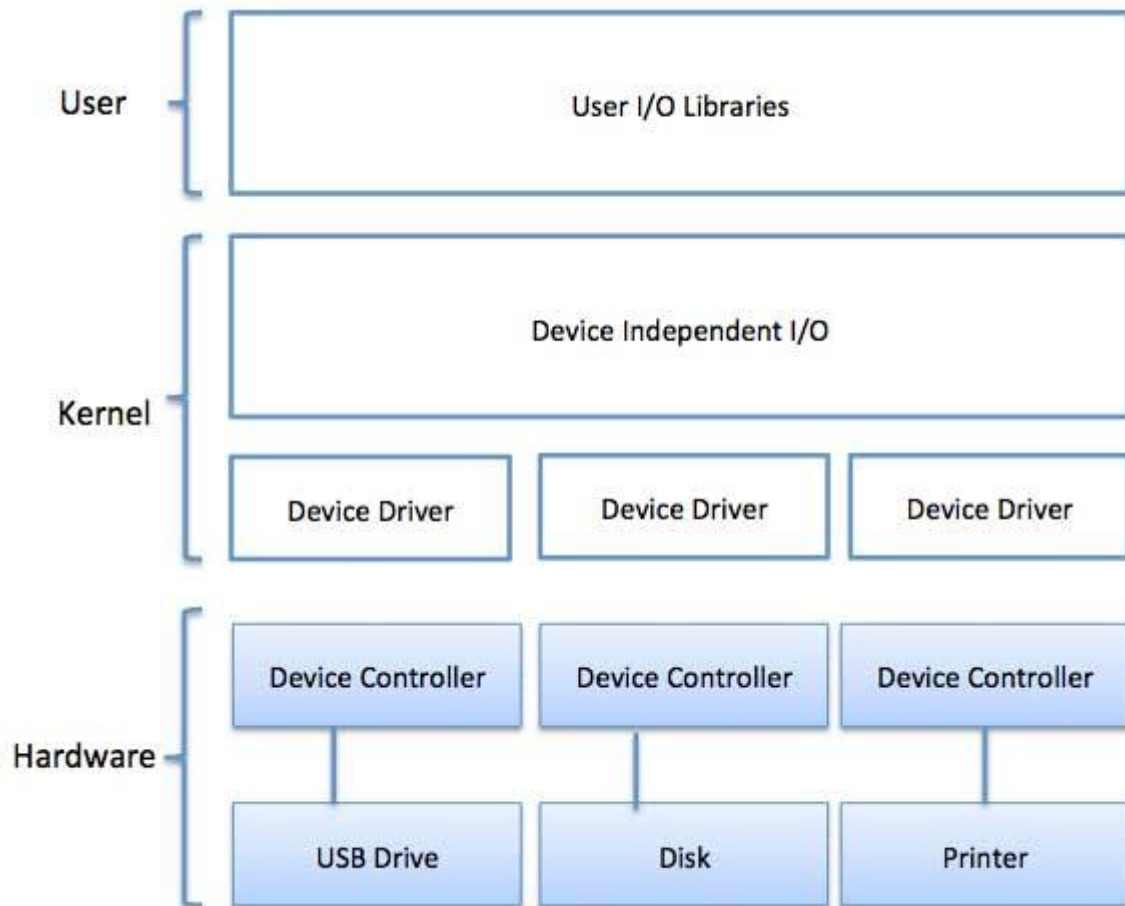 User
User I/O Libraries
Device Independent I/O
Kernel
Device Driver
Device Driver
Device Driver
Device Controller
Device Controller
Device Controller
Hardware
USB Drive
Disk
Printer